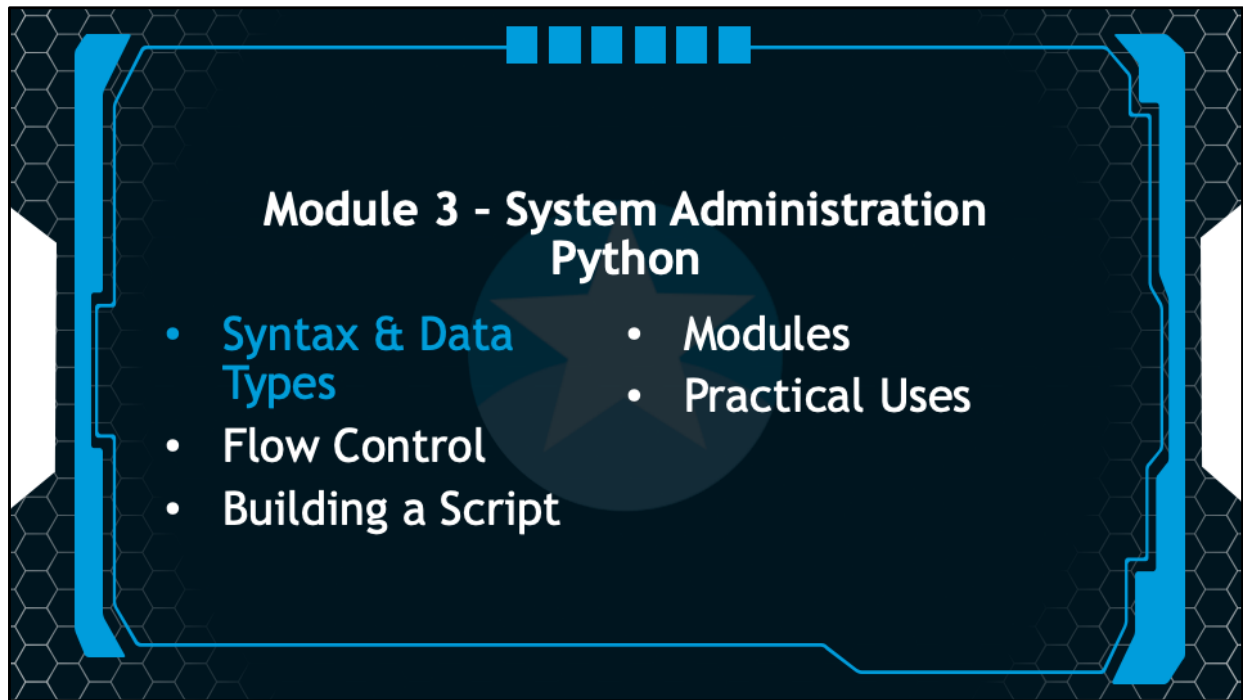 Module 3 - System Administration
Python
• Syntax & Data
Types
• Flow Control
• Building a Script
• Modules
• Practical Uses